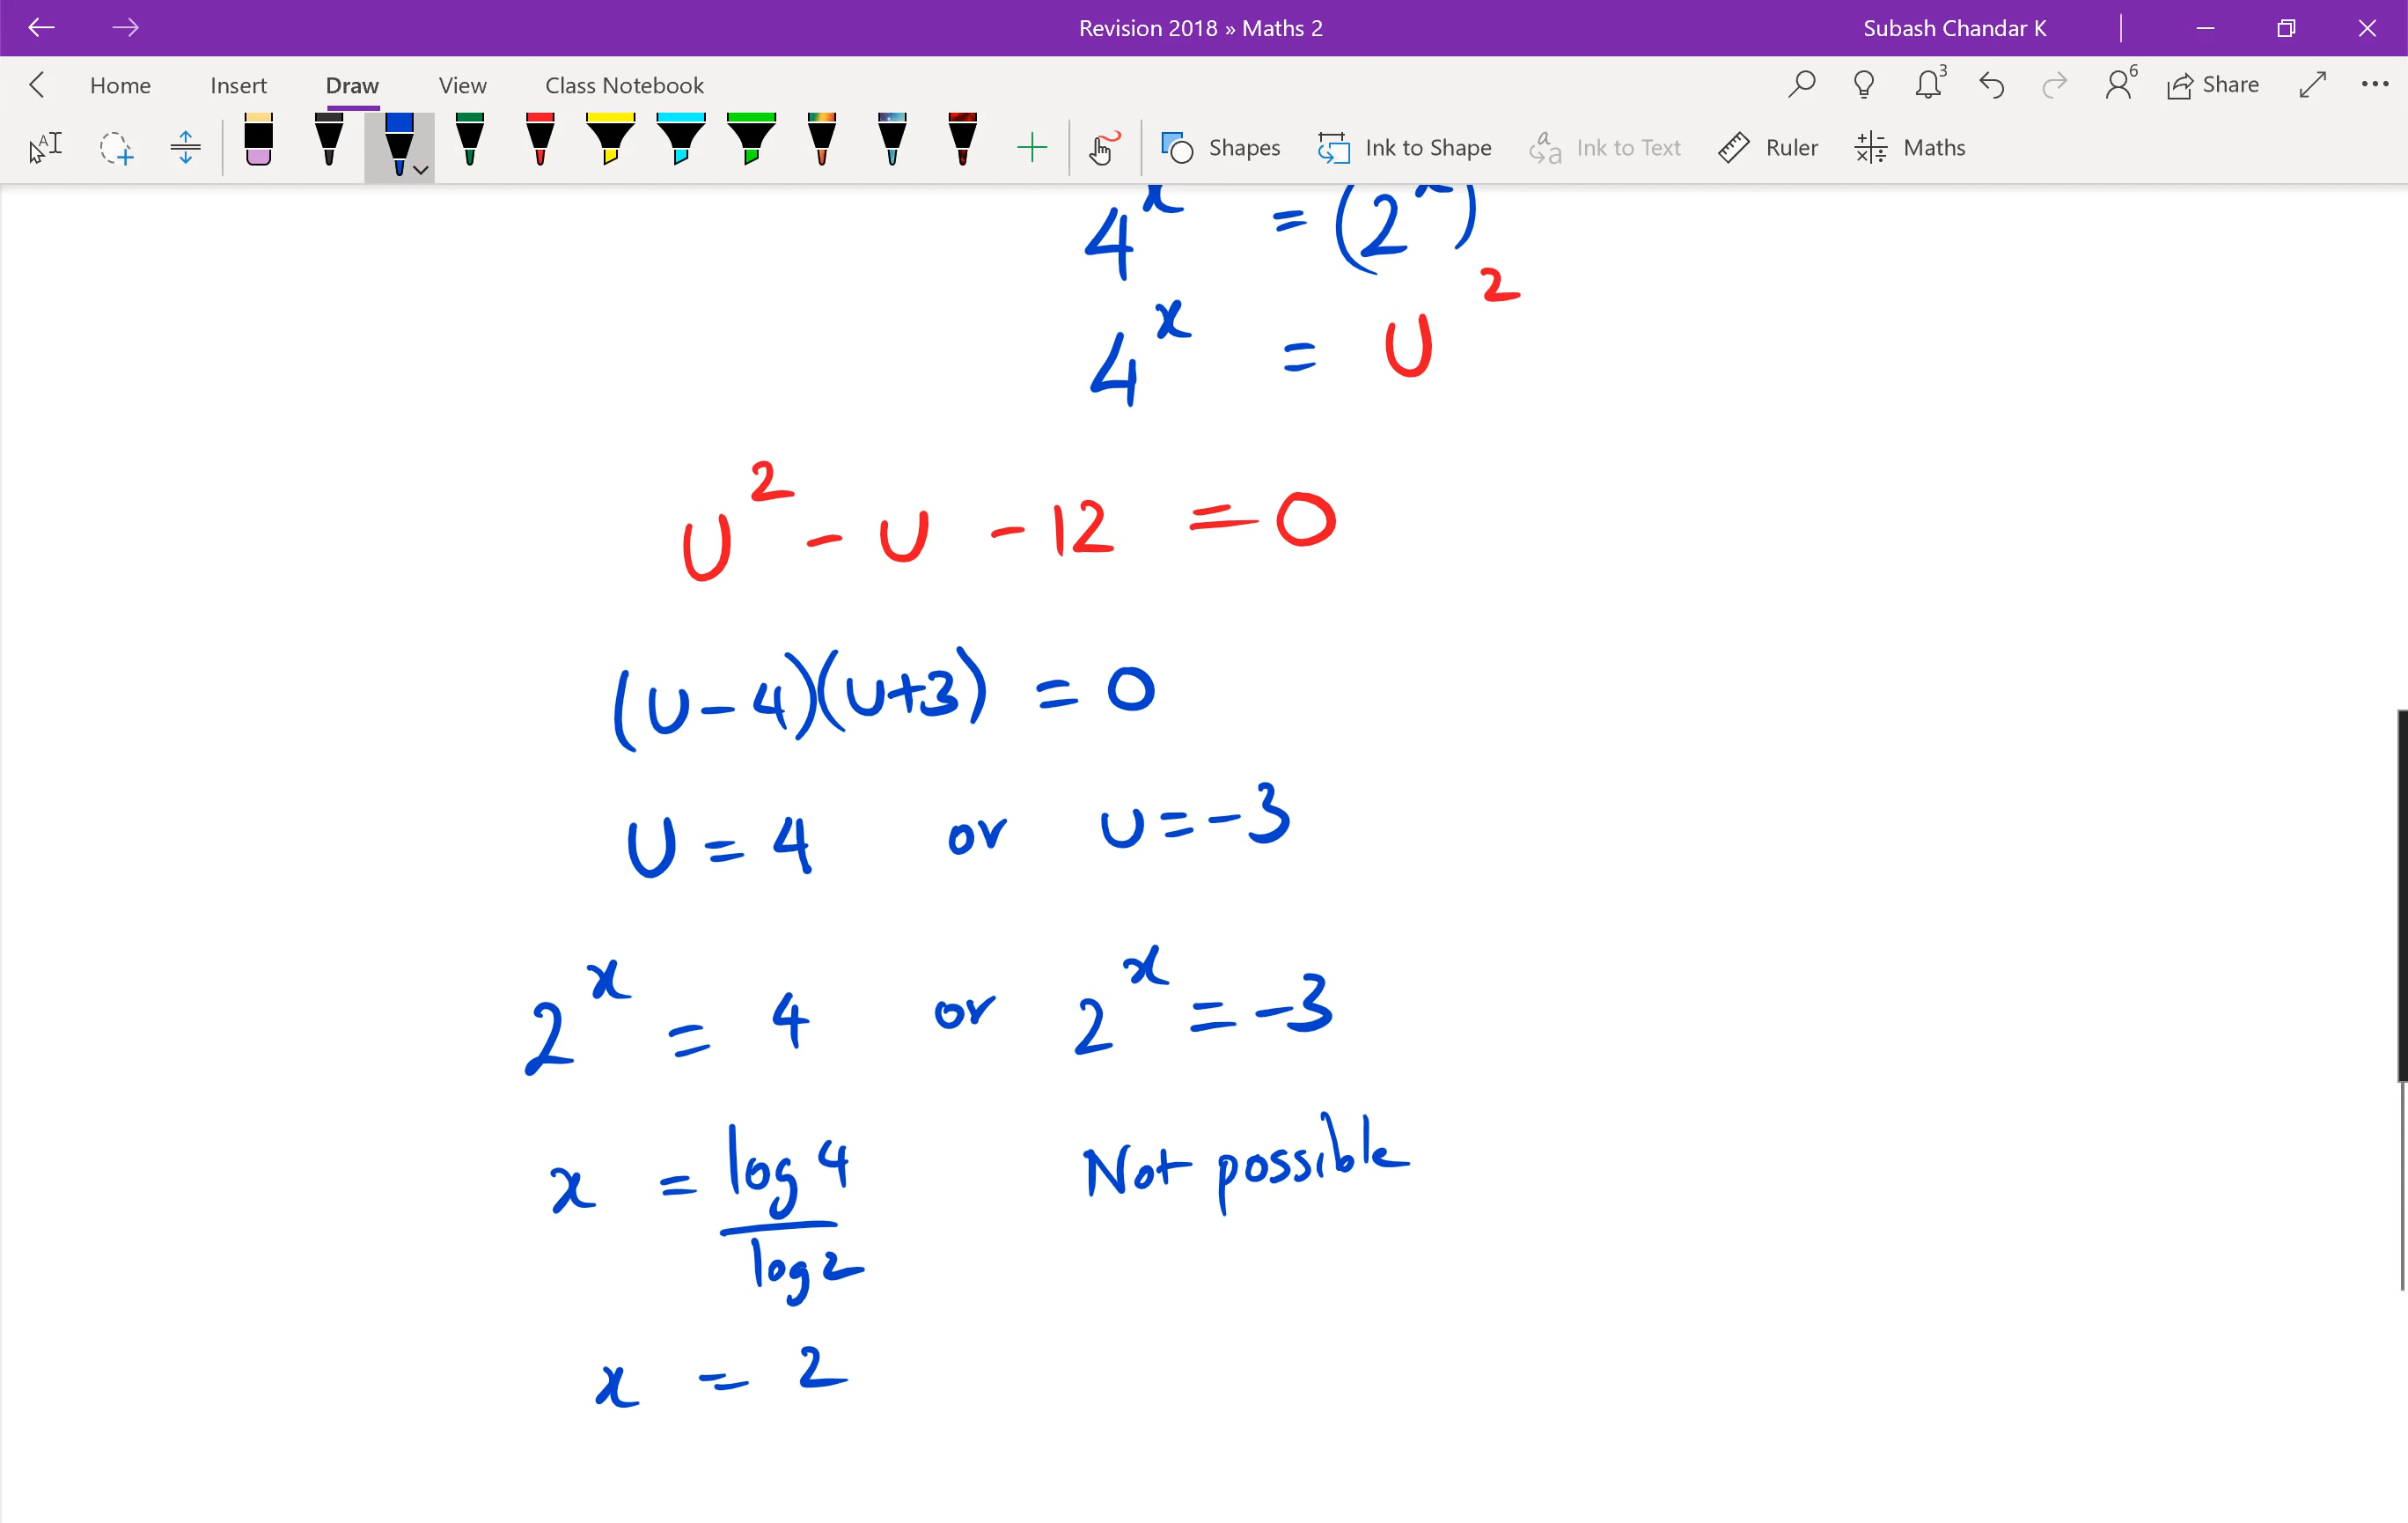 Revision 2018 » Maths 2 Subash Chandar K
Home Insert Draw View Class Notebook 3 6 Share
Shapes Ink to Shape Ink to Text Ruler Maths
4^x = (2^x)^2
4^x = U
U^2 - U - 12 = 0
(U-4)(U+3) = 0
U = 4 or U = -3
2^x = 4 or 2^x = -3
x = log 4 / log 2 Not possible
x = 2